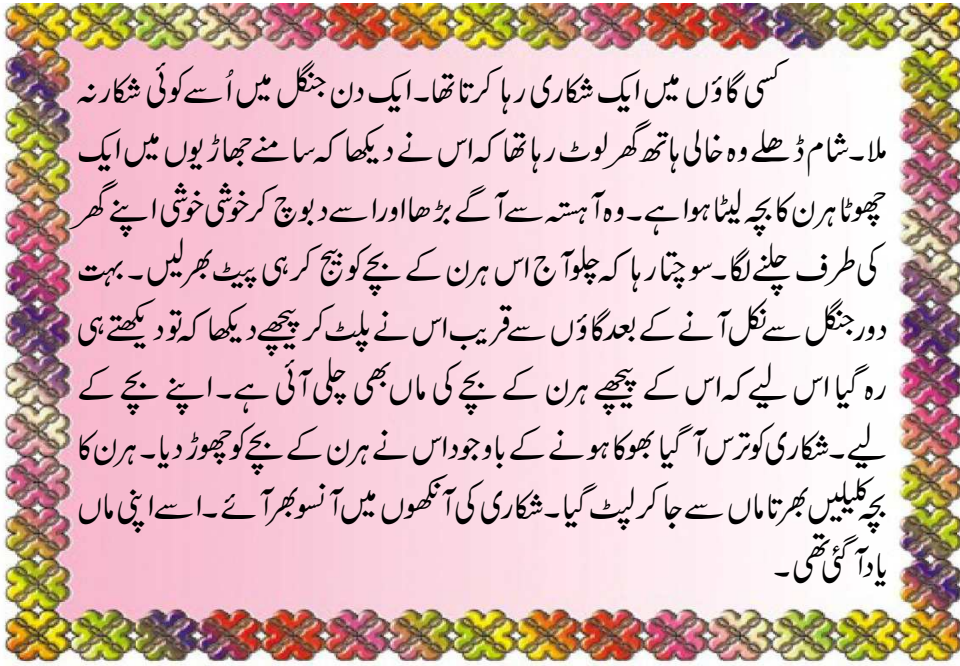 کسی گاؤں میں ایک شکاری رہا کرتا تھا۔ ایک دن جنگل میں اُسے کوئی شکار نہ
ملا۔ شام ڈھلے وہ خالی ہاتھ گھر لوٹ رہا تھا کہ اس نے دیکھا کہ سامنے جھاڑیوں میں ایک
چھوٹا ہرن کا بچہ لیٹا ہوا ہے۔ وہ آہستہ سے آگے بڑھا اور اسے دبوچ کر خوشی خوشی اپنے گھر
کی طرف چلنے لگا۔ سوچتا رہا کہ چلو آج اس ہرن کے بچے کو بیچ کر ہی پیٹ بھر لیں۔ بہت
دور جنگل سے نکل آنے کے بعد گاؤں سے قریب اس نے پلٹ کر پیچھے دیکھا کہ تو دیکھتے ہی
رہ گیا اس لیے کہ اس کے پیچھے ہرن کے بچے کی ماں بھی چلی آئی ہے۔ اپنے بچے کے
لیے۔ شکاری کو ترس آ گیا بھوکا ہونے کے باوجود اس نے ہرن کے بچے کو چھوڑ دیا۔ ہرن کا
بچہ کلیلیں بھرتا ماں سے جا کر لپٹ گیا۔ شکاری کی آنکھوں میں آنسو بھر آئے۔ اسے اپنی ماں
یاد آ گئی تھی۔